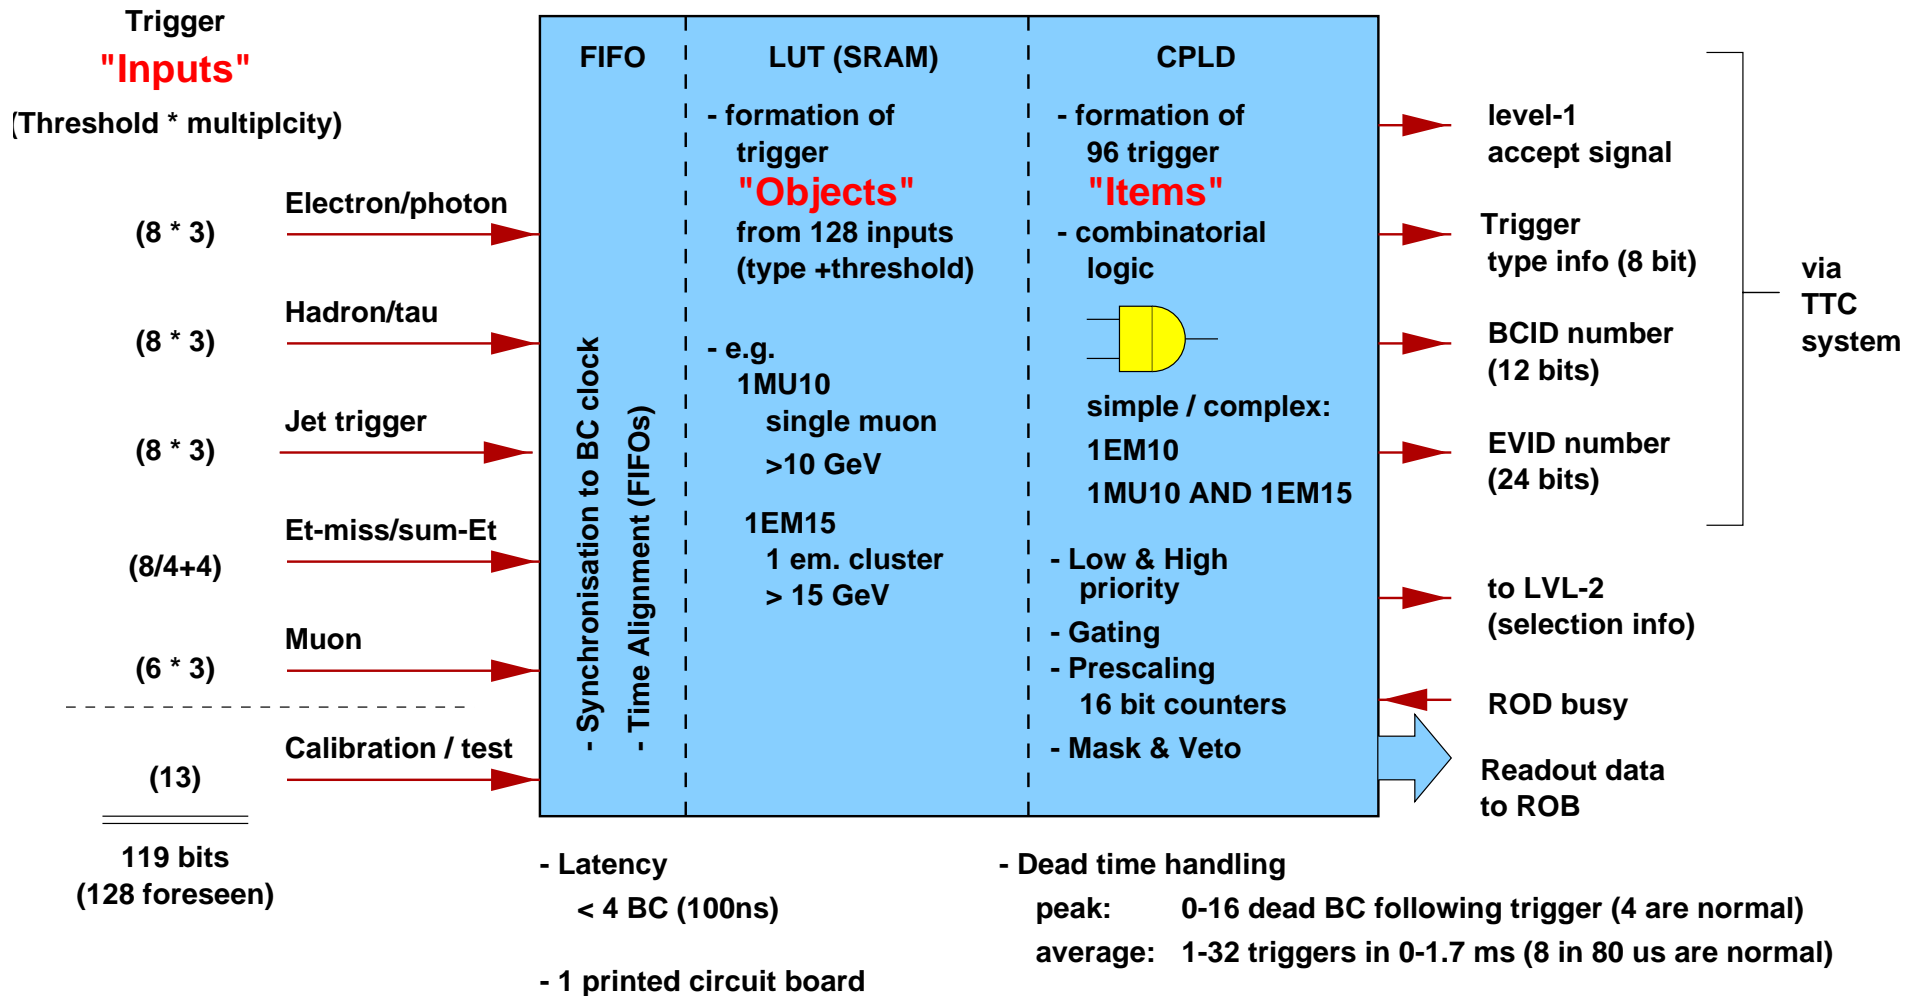 Trigger
"Inputs"
(Threshold * multiplcity)
Electron/photon
(8 * 3)
Hadron/tau
(8 * 3)
Jet trigger
(8 * 3)
Et-miss/sum-Et
(8/4+4)
Muon
(6 * 3)
Calibration / test
(13)
119 bits
(128 foreseen)
FIFO
- Synchronisation to BC clock
- Time Alignment (FIFOs)
LUT (SRAM)
- formation of
trigger
"Objects"
from 128 inputs
(type +threshold)
- e.g.
1MU10
single muon
>10 GeV
1EM15
1 em. cluster
> 15 GeV
CPLD
- formation of
96 trigger
"Items"
- combinatorial
logic
simple / complex:
1EM10
1MU10 AND 1EM15
- Low & High
priority
- Gating
- Prescaling
16 bit counters
- Mask & Veto
level-1
accept signal
Trigger
type info (8 bit)
BCID number
(12 bits)
EVID number
(24 bits)
via
TTC
system
to LVL-2
(selection info)
ROD busy
Readout data
to ROB
- Latency
< 4 BC (100ns)
- 1 printed circuit board
- Dead time handling
peak: 0-16 dead BC following trigger (4 are normal)
average: 1-32 triggers in 0-1.7 ms (8 in 80 us are normal)